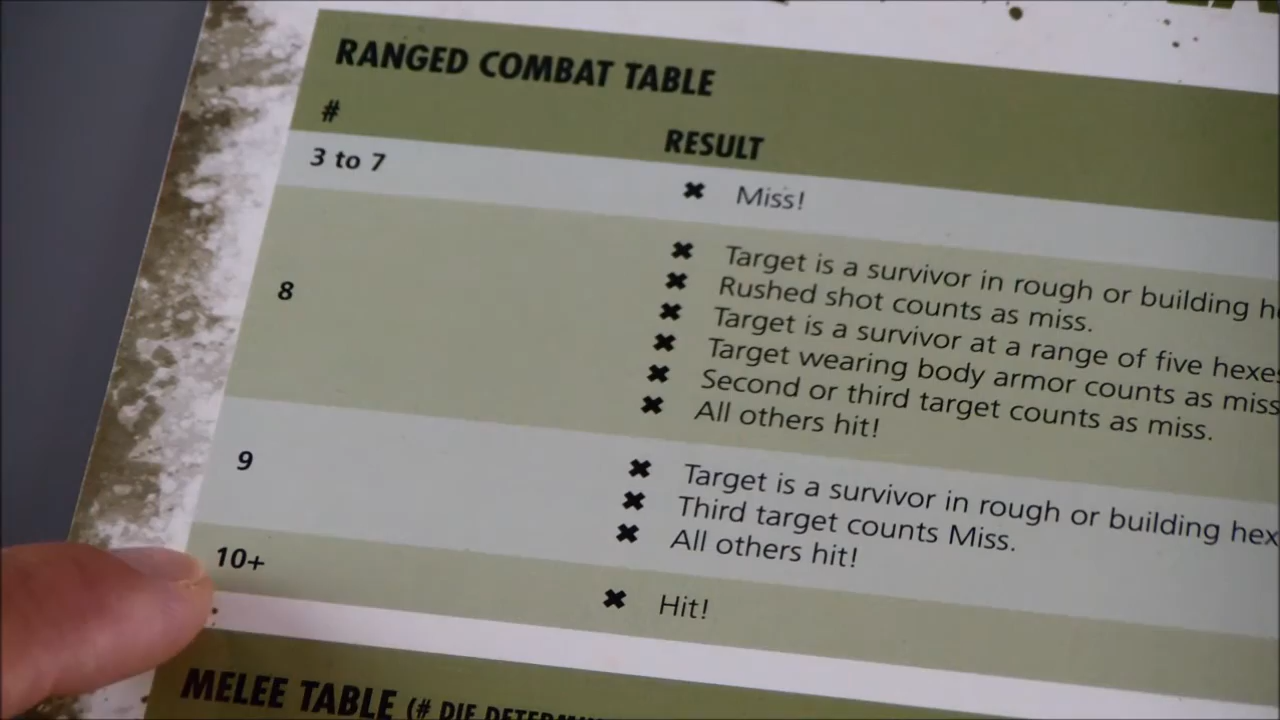 RANGED COMBAT TABLE
# RESULT
3 to 7 ✖ Miss!
8 ✖ Target is a survivor in rough or building
✖ Rushed shot counts as miss.
✖ Target is a survivor at a range of five
✖ Target wearing body armor counts as miss
✖ Second or third target counts as miss.
✖ All others hit!
9 ✖ Target is a survivor in rough or building hex
✖ Third target counts Miss.
✖ All others hit!
10+ ✖ Hit!
MELEE TABLE (# DIE